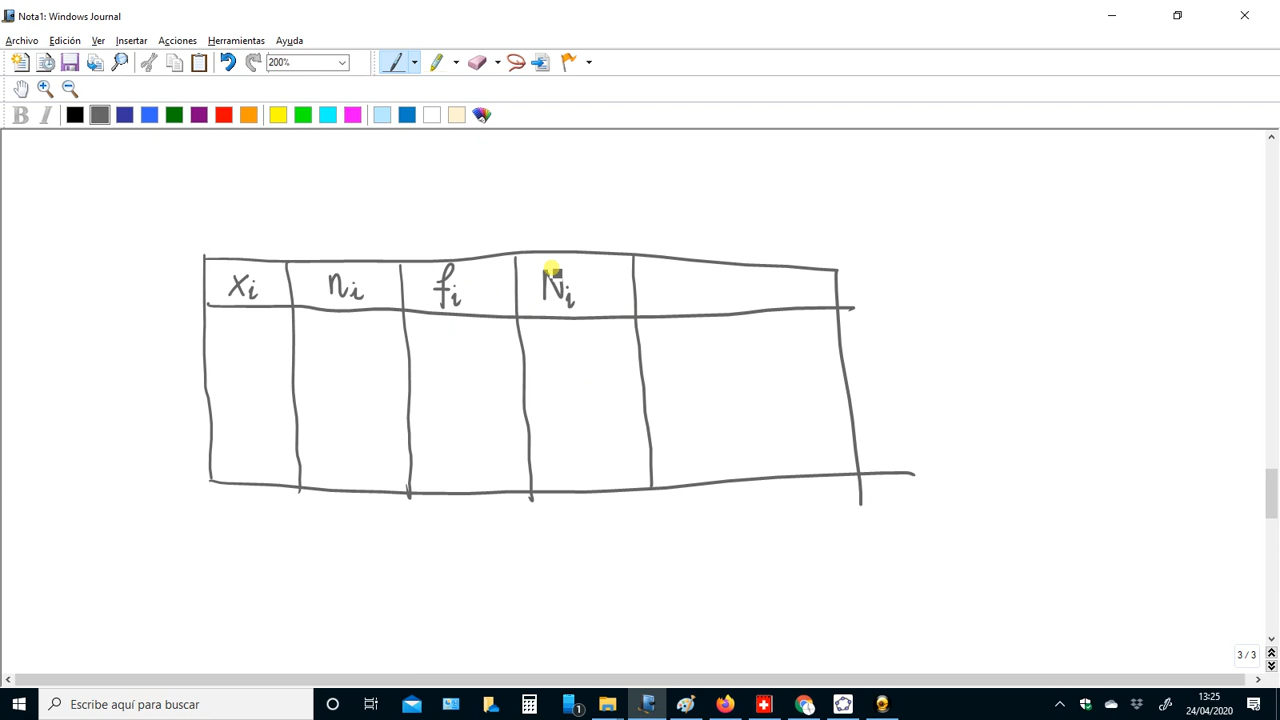 Nota1: Windows Journal
Archivo Edición Ver Insertar Acciones Herramientas Ayuda
200%
B I
xi ni fi Ni
3 / 3
Escribe aquí para buscar
1
13:25
24/04/2020